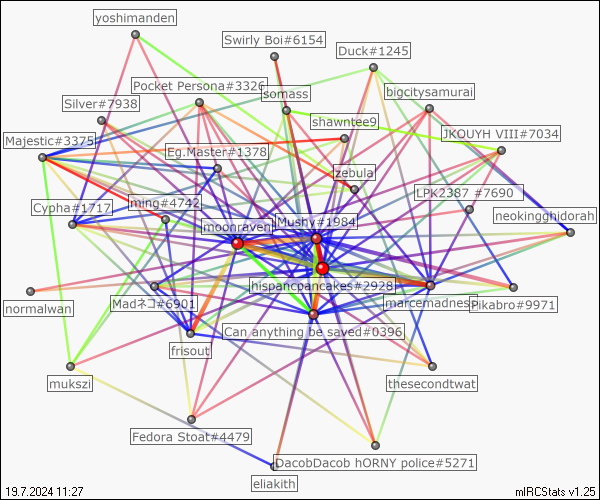 yoshimanden
Swirly Boi#6154
Duck#1245
Pocket Persona#3326
somass
bigcitysamurai
Silver#7938
shawntee9
JKOUYH VIII#7034
Majestic#3375
Eg.Master#1378
zebulal
LPK2387 #7690
Cypha#1717
ming#4742
moonraven
Mushy#1984
neokingghidorah
hispancpancakes#2928
normalwan
Madネコ#6901
marcemadness
Pikabro#9971
Can anything be saved#0396
frisout
mukszi
thesecondtwat
Fedora Stoat#4479
DacobDacob hORNY police#5271
eliakith
19.7.2024 11:27
mIRCStats v1.25